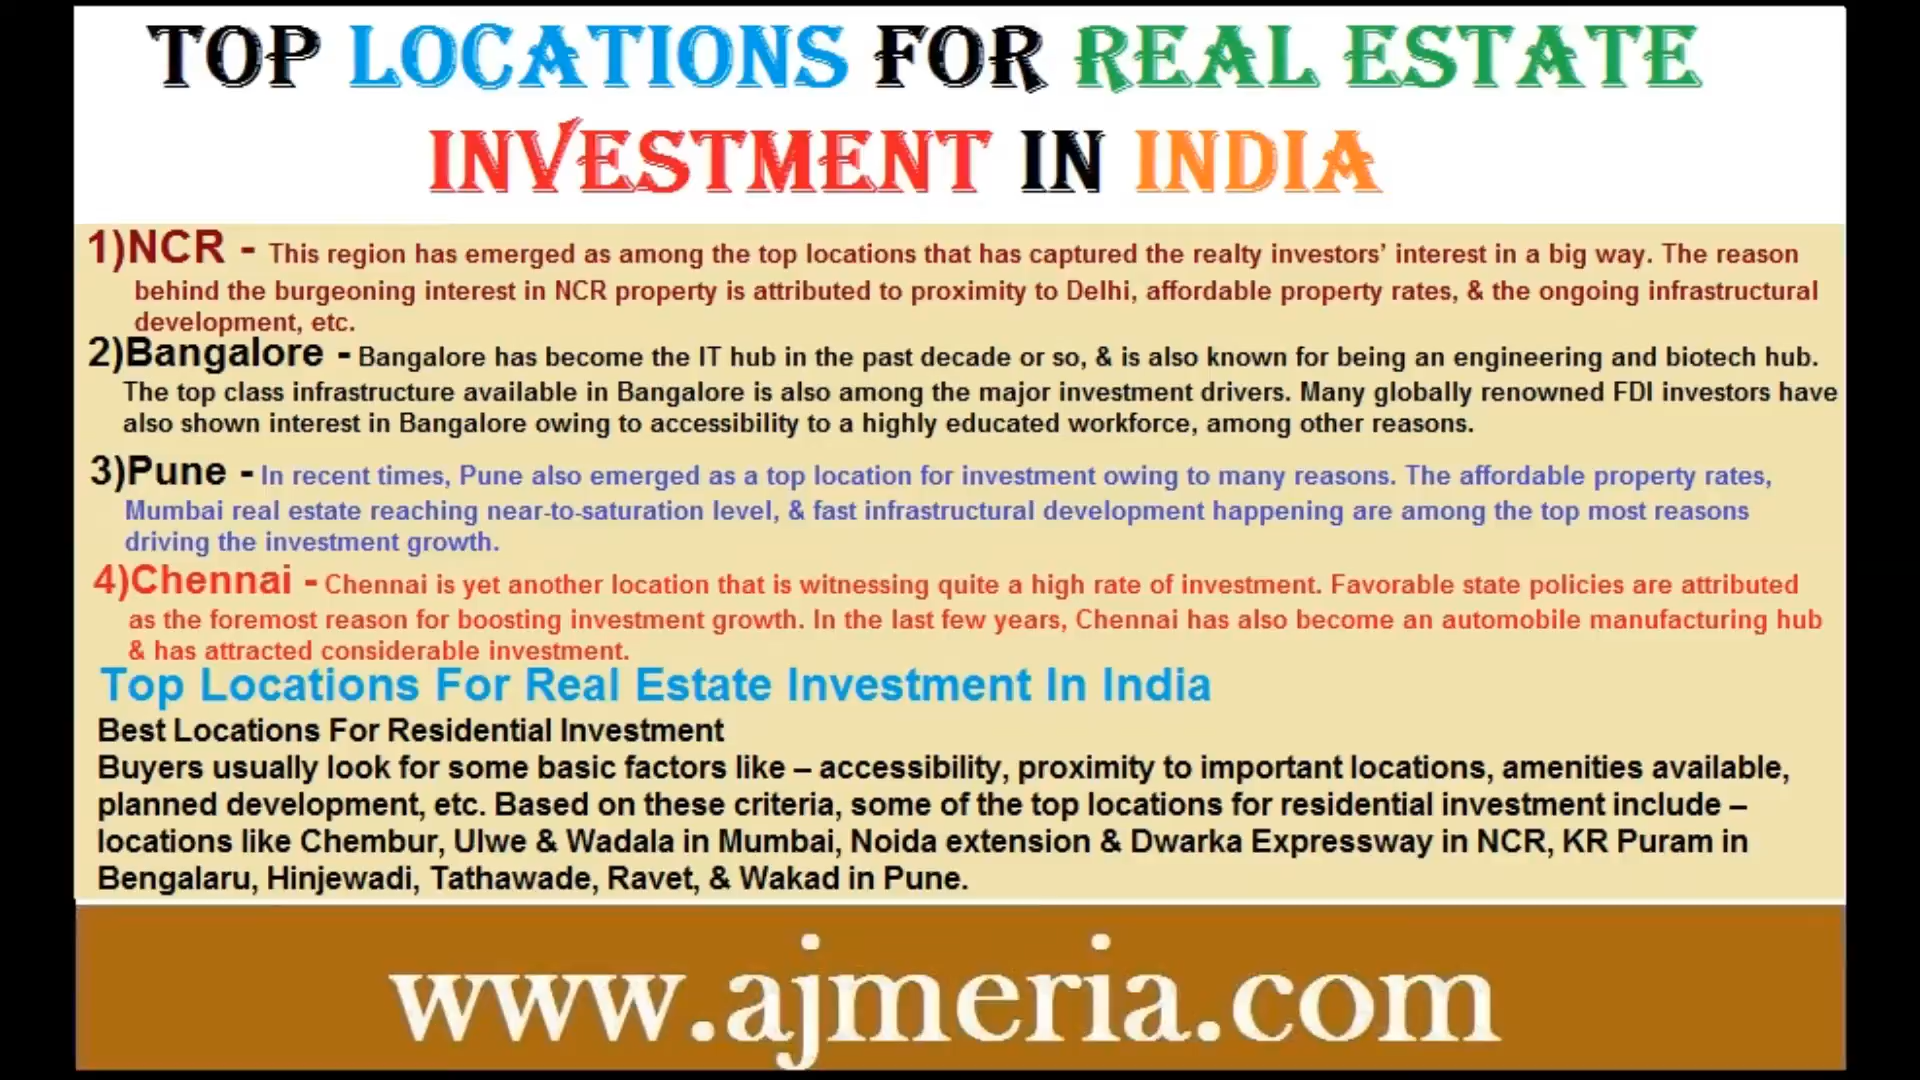 TOP LOCATIONS FOR REAL ESTATE
INVESTMENT IN INDIA
1)NCR - This region has emerged as among the top locations that has captured the realty investors’ interest in a big way. The reason
behind the burgeoning interest in NCR property is attributed to proximity to Delhi, affordable property rates, & the ongoing infrastructural
development, etc.
2)Bangalore - Bangalore has become the IT hub in the past decade or so, & is also known for being an engineering and biotech hub.
The top class infrastructure available in Bangalore is also among the major investment drivers. Many globally renowned FDI investors have
also shown interest in Bangalore owing to accessibility to a highly educated workforce, among other reasons.
3)Pune - In recent times, Pune also emerged as a top location for investment owing to many reasons. The affordable property rates,
Mumbai real estate reaching near-to-saturation level, & fast infrastructural development happening are among the top most reasons
driving the investment growth.
4)Chennai - Chennai is yet another location that is witnessing quite a high rate of investment. Favorable state policies are attributed
as the foremost reason for boosting investment growth. In the last few years, Chennai has also become an automobile manufacturing hub
& has attracted considerable investment.
Top Locations For Real Estate Investment In India
Best Locations For Residential Investment
Buyers usually look for some basic factors like – accessibility, proximity to important locations, amenities available,
planned development, etc. Based on these criteria, some of the top locations for residential investment include –
locations like Chembur, Ulwe & Wadala in Mumbai, Noida extension & Dwarka Expressway in NCR, KR Puram in
Bengalaru, Hinjewadi, Tathawade, Ravet, & Wakad in Pune.
www.ajmeria.com